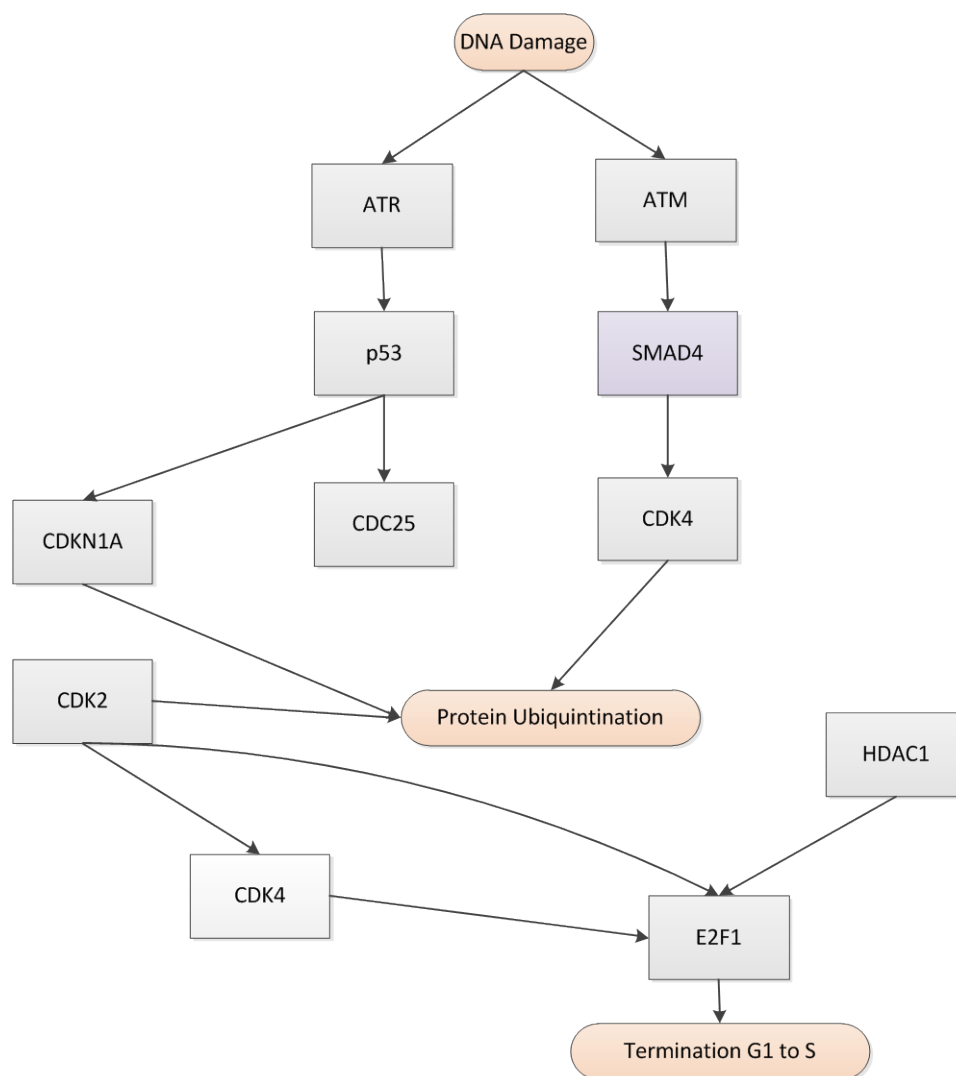 DNA Damage
ATR
ATM
p53
SMAD4
CDKN1A
CDC25
CDK4
CDK2
Protein Ubiquintination
HDAC1
CDK4
E2F1
Termination G1 to S